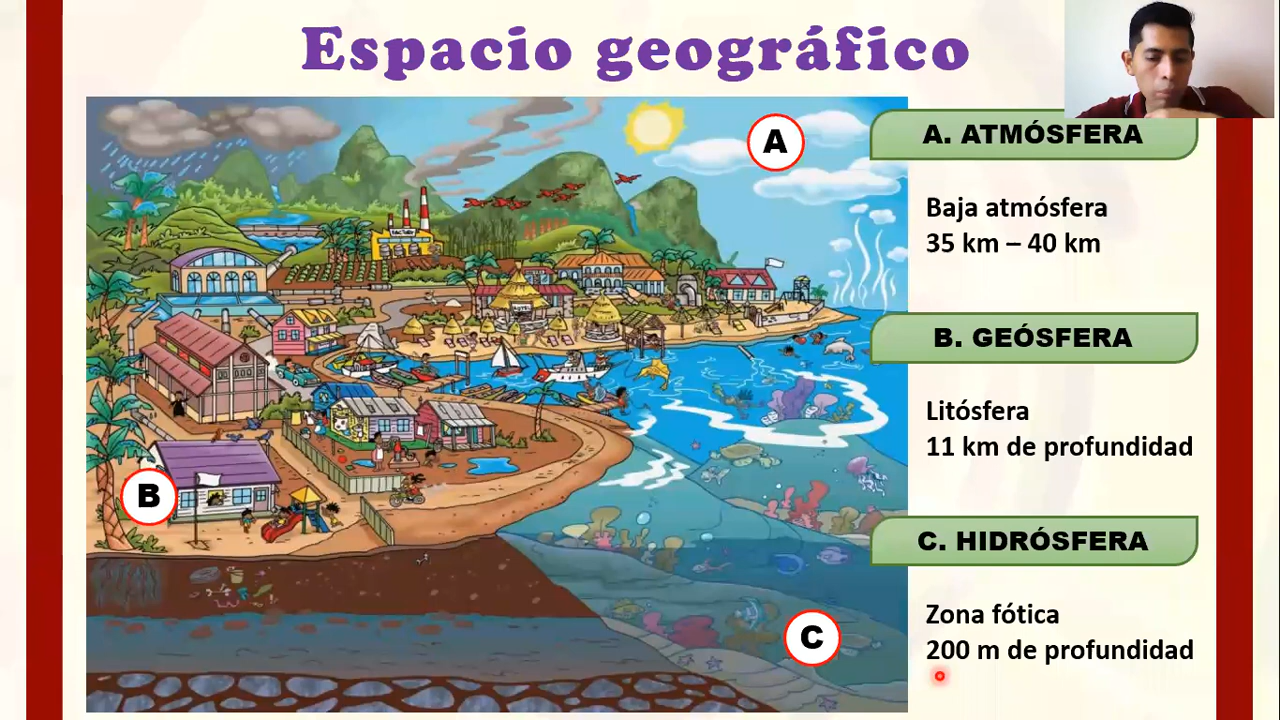 Espacio geográfico
A
A. ATMÓSFERA
Baja atmósfera
35 km – 40 km
FACTORY
B. GEÓSFERA
Litósfera
11 km de profundidad
B
C. HIDRÓSFERA
Zona fótica
200 m de profundidad
C